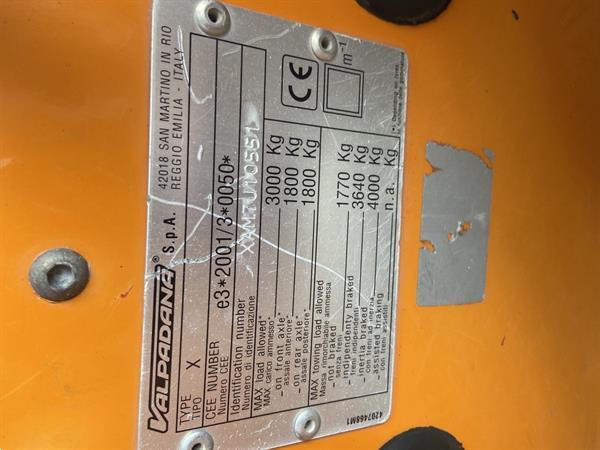 VALPADANA® S.p.A. 42018 SAN MARTINO IN RIO
REGGIO EMILIA - ITALY
TYPE
TIPO X
CEE NUMBER e3*2001/3*0050*
Numero CEE
Identification number
Numero di identificazione
MAX load allowed 3000 Kg
MAX carico ammesso*
- on front axle* 1800 Kg
assale anteriore*
- on rear axle* 1800 Kg
assale posteriore*
MAX towing load allowed
Massa rimorchiabile ammessa
- not braked 1770 Kg
senza freni
- independenty braked 3640 Kg
freni indipendenti
- inertia braked 4000 Kg
con freni ad inerzia
- assisted braking n.a. Kg
con freni assistiti
CE
m⁻¹
4207468M1